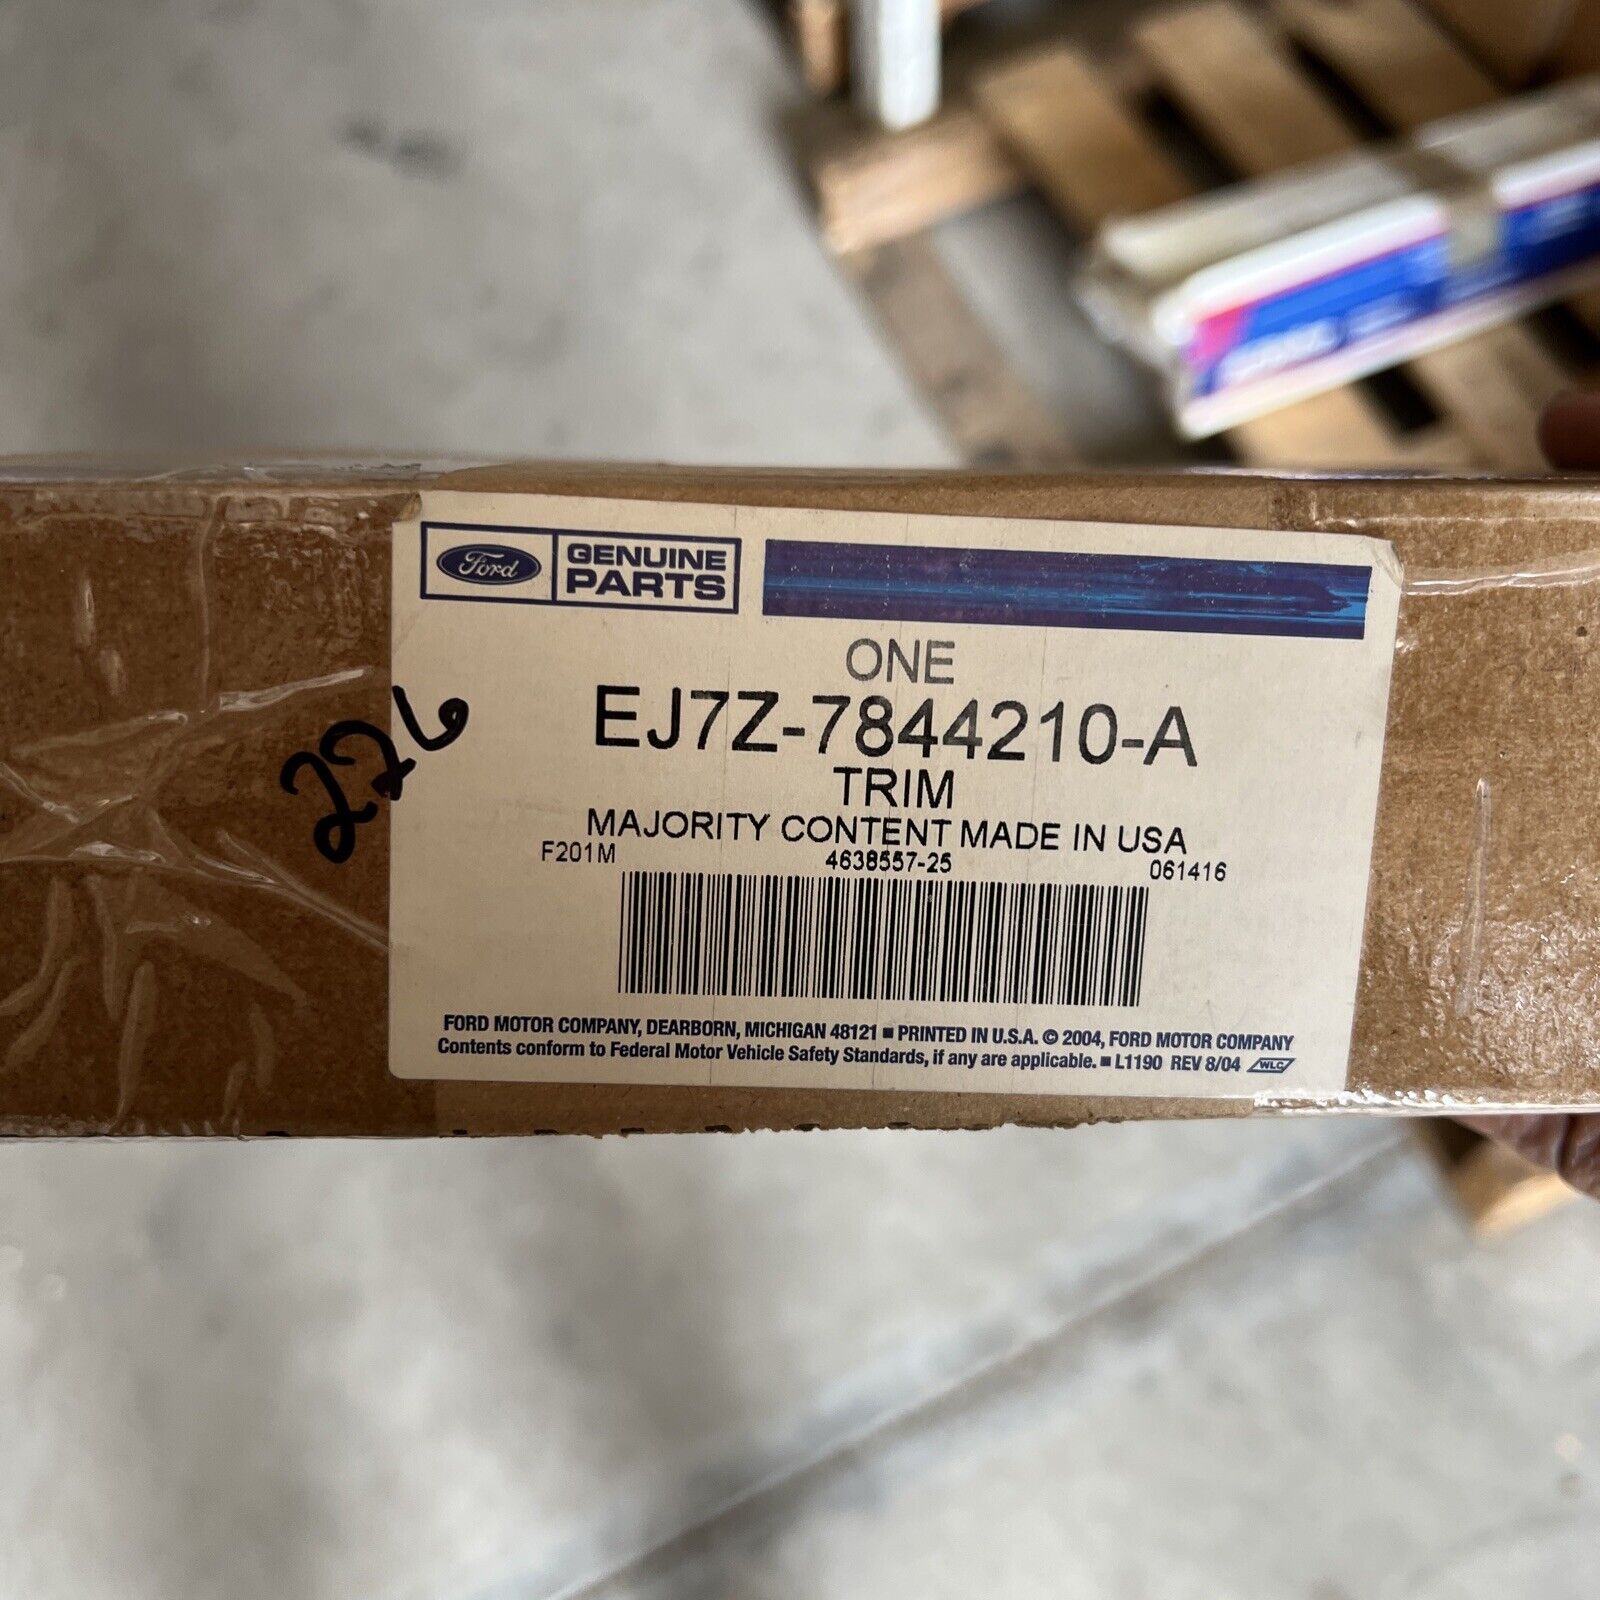 Ford
GENUINE
PARTS
ONE
EJ7Z-7844210-A
TRIM
MAJORITY CONTENT MADE IN USA
F201M 4638557-25 061416
226
FORD MOTOR COMPANY, DEARBORN, MICHIGAN 48121 ■ PRINTED IN U.S.A. © 2004, FORD MOTOR COMPANY
Contents conform to Federal Motor Vehicle Safety Standards, if any are applicable. ■ L1190 REV 8/04 WLC